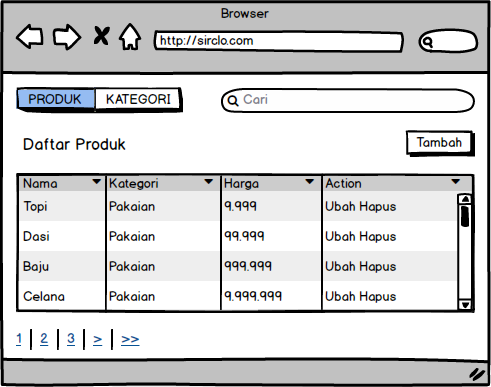 Browser
http://sirclo.com
PRODUK KATEGORI Cari
Daftar Produk Tambah
Nama Kategori Harga Action
Topi Pakaian 9.999 Ubah Hapus
Dasi Pakaian 99.999 Ubah Hapus
Baju Pakaian 999.999 Ubah Hapus
Celana Pakaian 9.999.999 Ubah Hapus
1 | 2 | 3 | > | >>